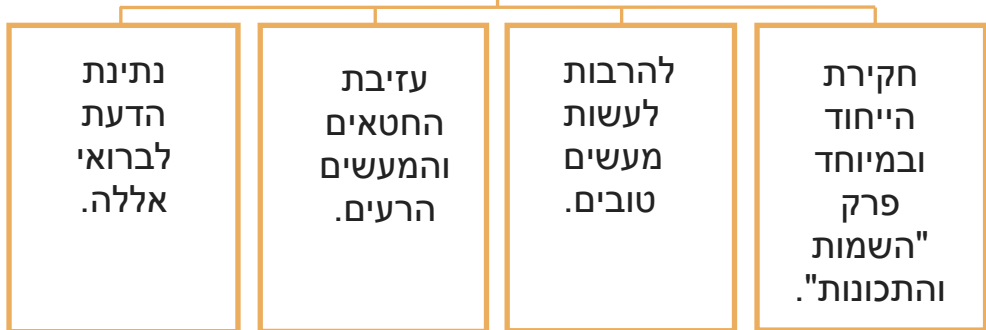 חקירת
הייחוד
ובמיוחד
פרק
"השמות
והתכונות".
להרבות
לעשות
מעשים
טובים.
עזיבת
החטאים
והמעשים
הרעים.
נתינת
הדעת
לברואי
אללה.